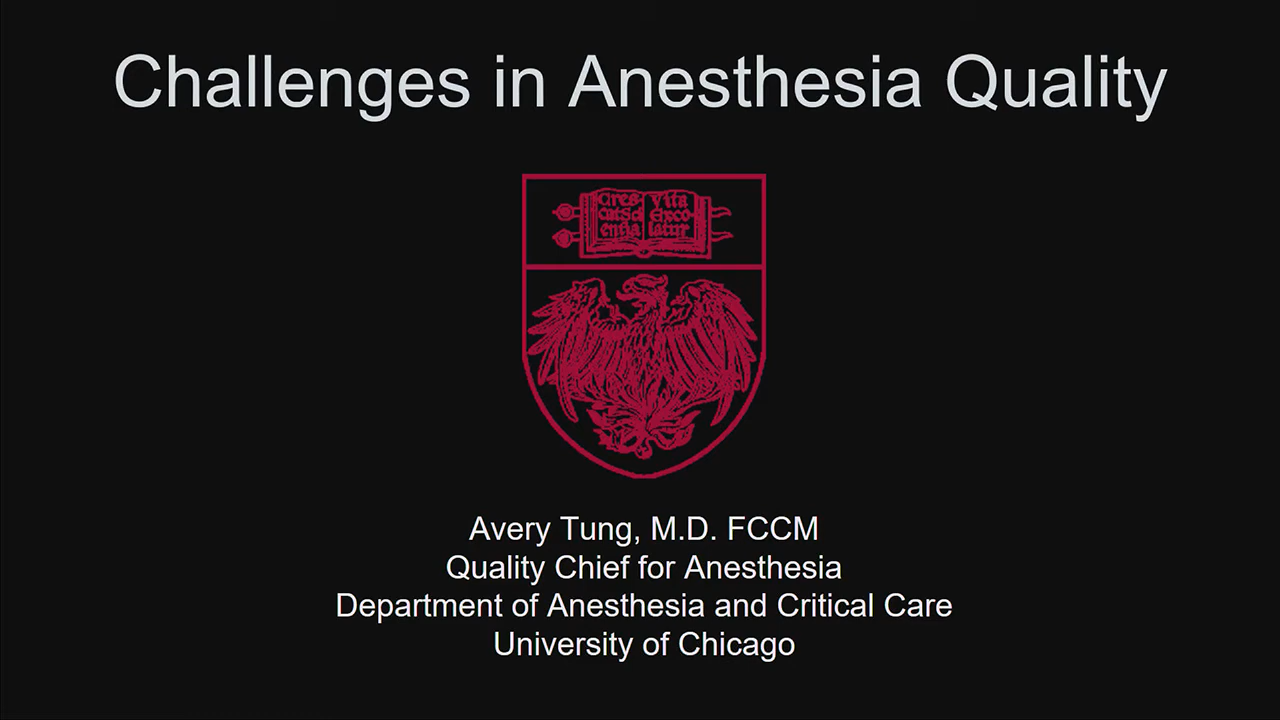 Challenges in Anesthesia Quality
Cres Vita
cat Sci Exco
entia latur
Avery Tung, M.D. FCCM
Quality Chief for Anesthesia
Department of Anesthesia and Critical Care
University of Chicago